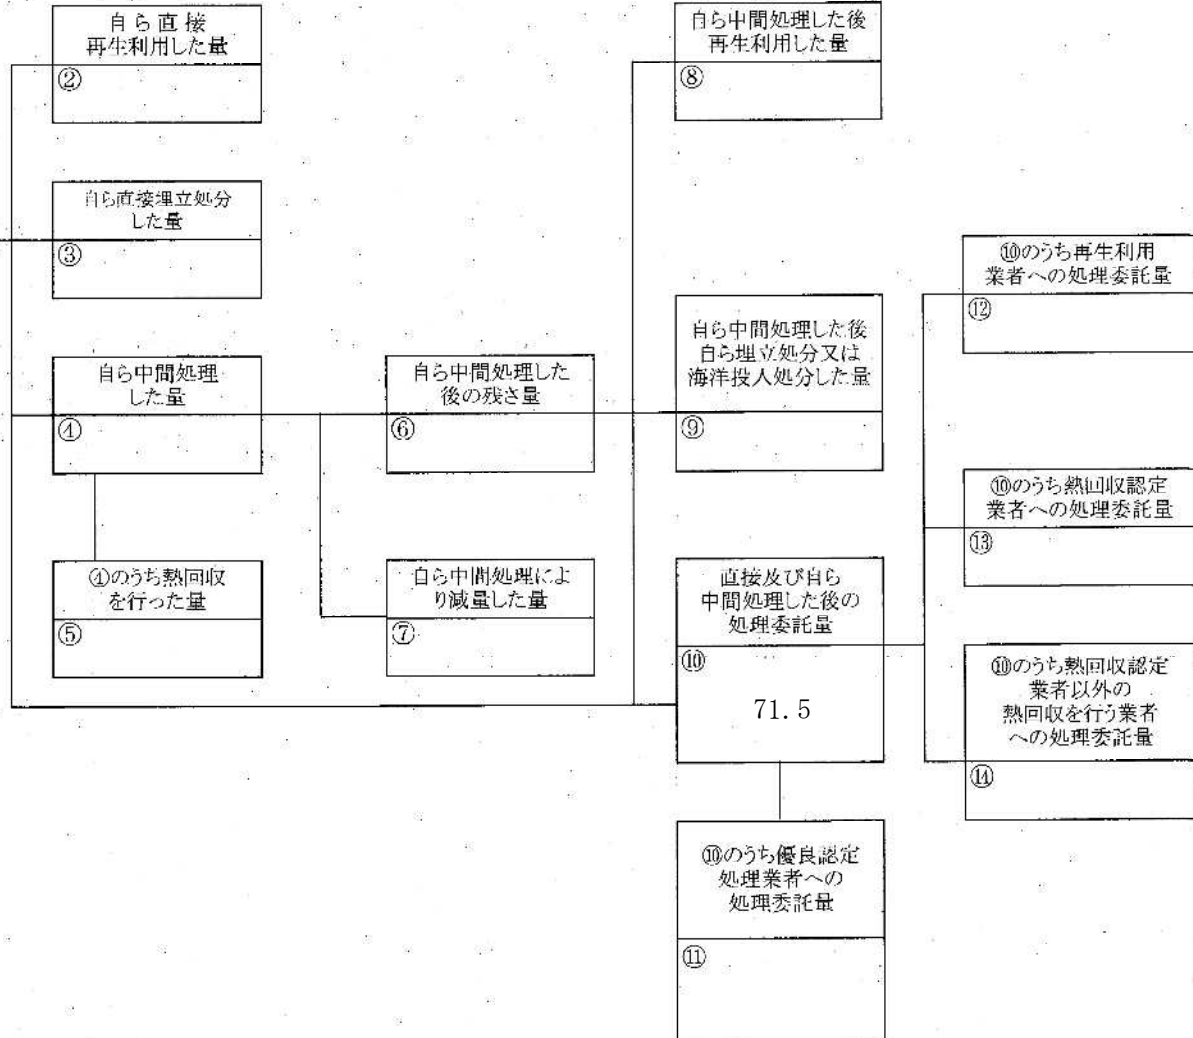 自ら直接
再生利用した量
②
自ら直接埋立処分
した量
③
自ら中間処理
した量
④
④のうち熱回収
を行った量
⑤
自ら中間処理した
後の残さ量
⑥
自ら中間処理によ
り減量した量
⑦
自ら中間処理した後
再生利用した量
⑧
自ら中間処理した後
自ら埋立処分又は
海洋投入処分した量
⑨
直接及び自ら
中間処理した後の
処理委託量
⑩
71.5
⑩のうち優良認定
処理業者への
処理委託量
⑪
⑩のうち再生利用
業者への処理委託量
⑫
⑩のうち熱回収認定
業者への処理委託量
⑬
⑩のうち熱回収認定
業者以外の
熱回収を行う業者
への処理委託量
⑭